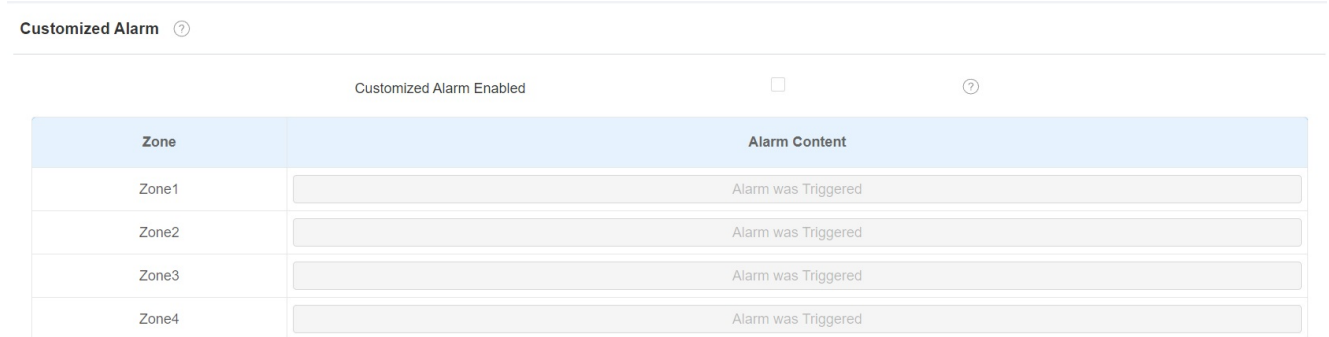 Customized Alarm ?
Customized Alarm Enabled ?
Zone Alarm Content
Zone1 Alarm was Triggered
Zone2 Alarm was Triggered
Zone3 Alarm was Triggered
Zone4 Alarm was Triggered